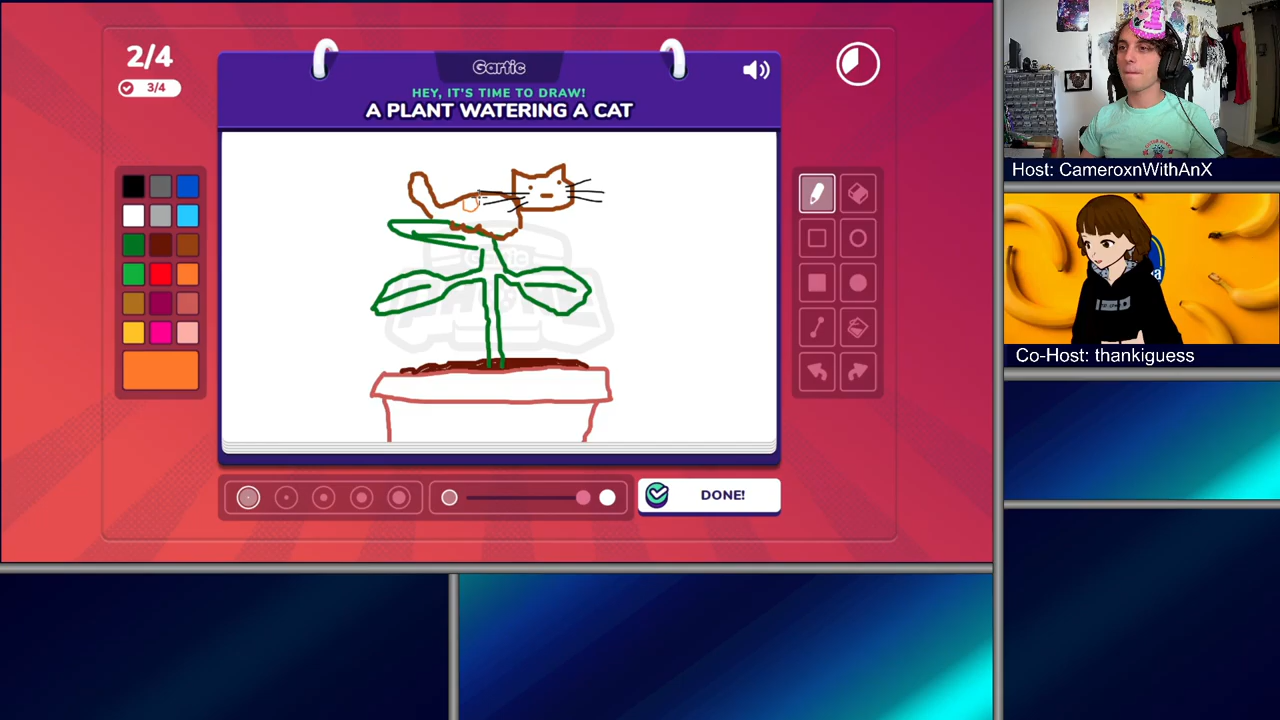 2/4
3/4
Gartic
HEY, IT'S TIME TO DRAW!
A PLANT WATERING A CAT
Gartic
DONE!
Host: CameroxnWithAnX
Co-Host: thankiguess